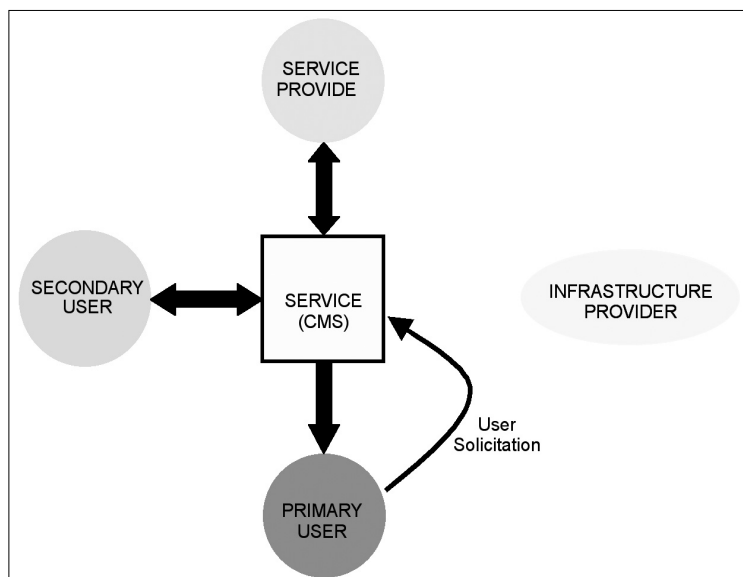 SERVICE
PROVIDE
SECONDARY
USER
SERVICE
(CMS)
INFRASTRUCTURE
PROVIDER
User
Solicitation
PRIMARY
USER